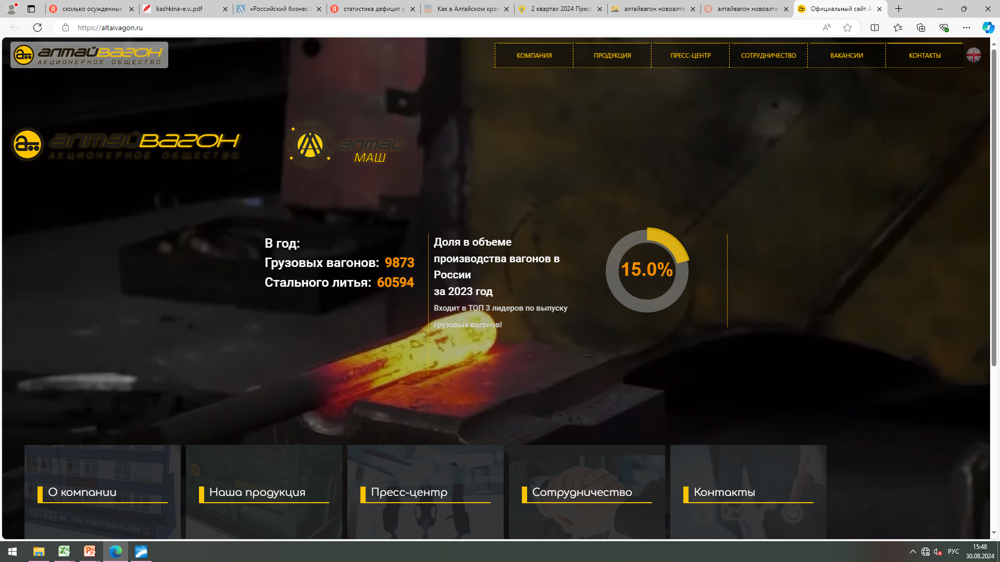 сколько осужденных
kashkina-e.v..pdf
«Российский бизнес и
статистика дефицит р
Как в Алтайском крае
2 квартал 2024 Пресс
алтайвагон новоалта
алтайвагон новоалта
Официальный сайт А
https://altaivagon.ru
АЛТАЙВАГОН
АКЦИОНЕРНОЕ ОБЩЕСТВО
КОМПАНИЯ
ПРОДУКЦИЯ
ПРЕСС-ЦЕНТР
СОТРУДНИЧЕСТВО
ВАКАНСИИ
КОНТАКТЫ
АЛТАЙВАГОН
АКЦИОНЕРНОЕ ОБЩЕСТВО
АЛТАЙ
МАШ
В год:
Грузовых вагонов: 9873
Стального литья: 60594
Доля в объеме
производства вагонов в
России
за 2023 год
Входит в ТОП 3 лидеров по выпуску
грузовых вагонов!
15.0%
О компании
Наша продукция
Пресс-центр
Сотрудничество
Контакты
АО АЛТАЙВАГОН
РУС
15:48
30.08.2024